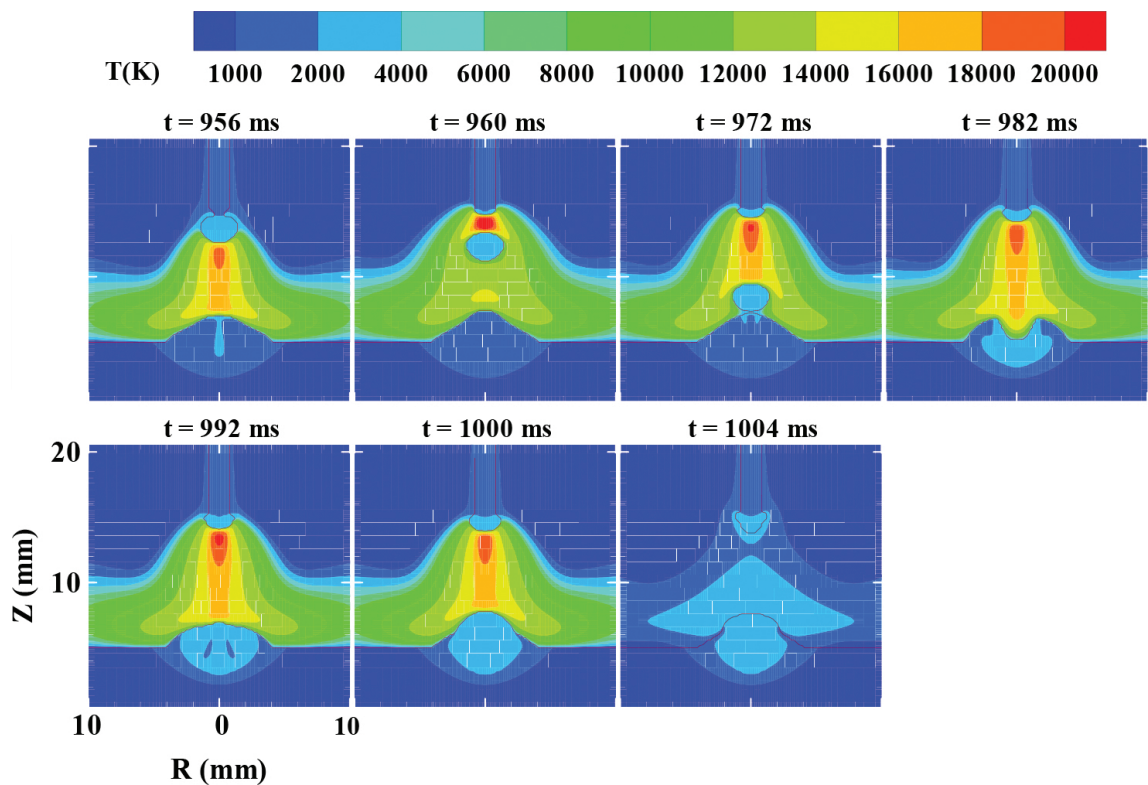 T(K) 1000 2000 4000 6000 8000 10000 12000 14000 16000 18000 20000
t = 956 ms t = 960 ms t = 972 ms t = 982 ms
t = 992 ms t = 1000 ms t = 1004 ms
20
Z (mm)
10
10 0 10
R (mm)